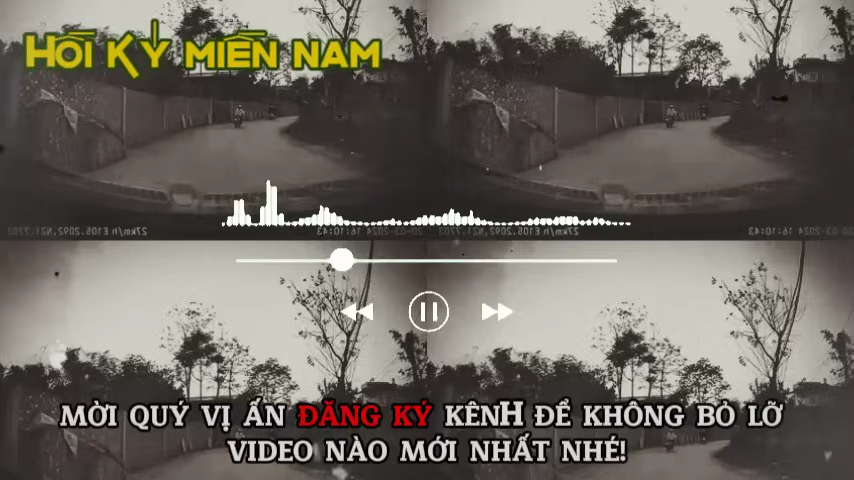 HỒI KÝ MIỀN NAM
MỜI QUÝ VỊ ẤN ĐĂNG KÝ KÊNH ĐỂ KHÔNG BỎ LỠ
VIDEO NÀO MỚI NHẤT NHÉ!